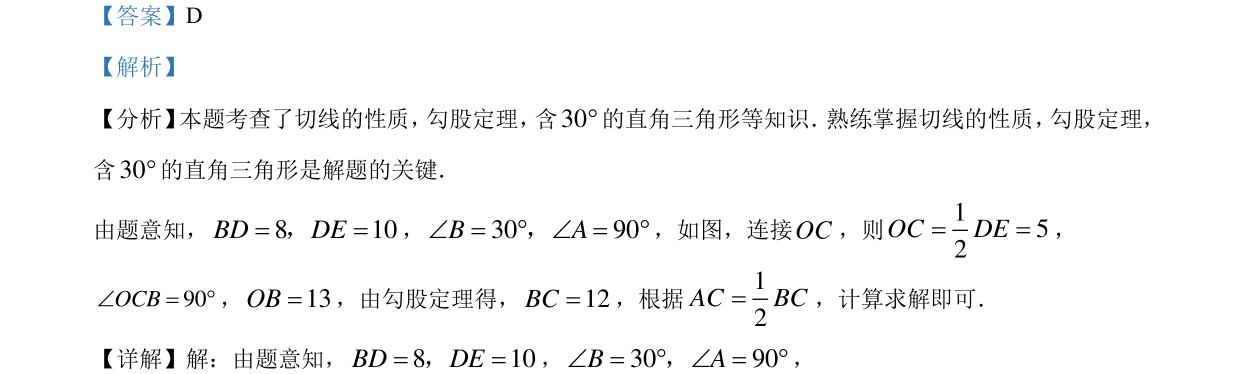 【答案】D
【解析】
【分析】本题考查了切线的性质，勾股定理，含30°的直角三角形等知识．熟练掌握切线的性质，勾股定理，
含30°的直角三角形是解题的关键．
由题意知，BD＝8，DE＝10，∠B＝30°，∠A＝90°，如图，连接OC，则OC＝1/2DE＝5，
∠OCB＝90°，OB＝13，由勾股定理得，BC＝12，根据AC＝1/2BC，计算求解即可．
【详解】解：由题意知，BD＝8，DE＝10，∠B＝30°，∠A＝90°，